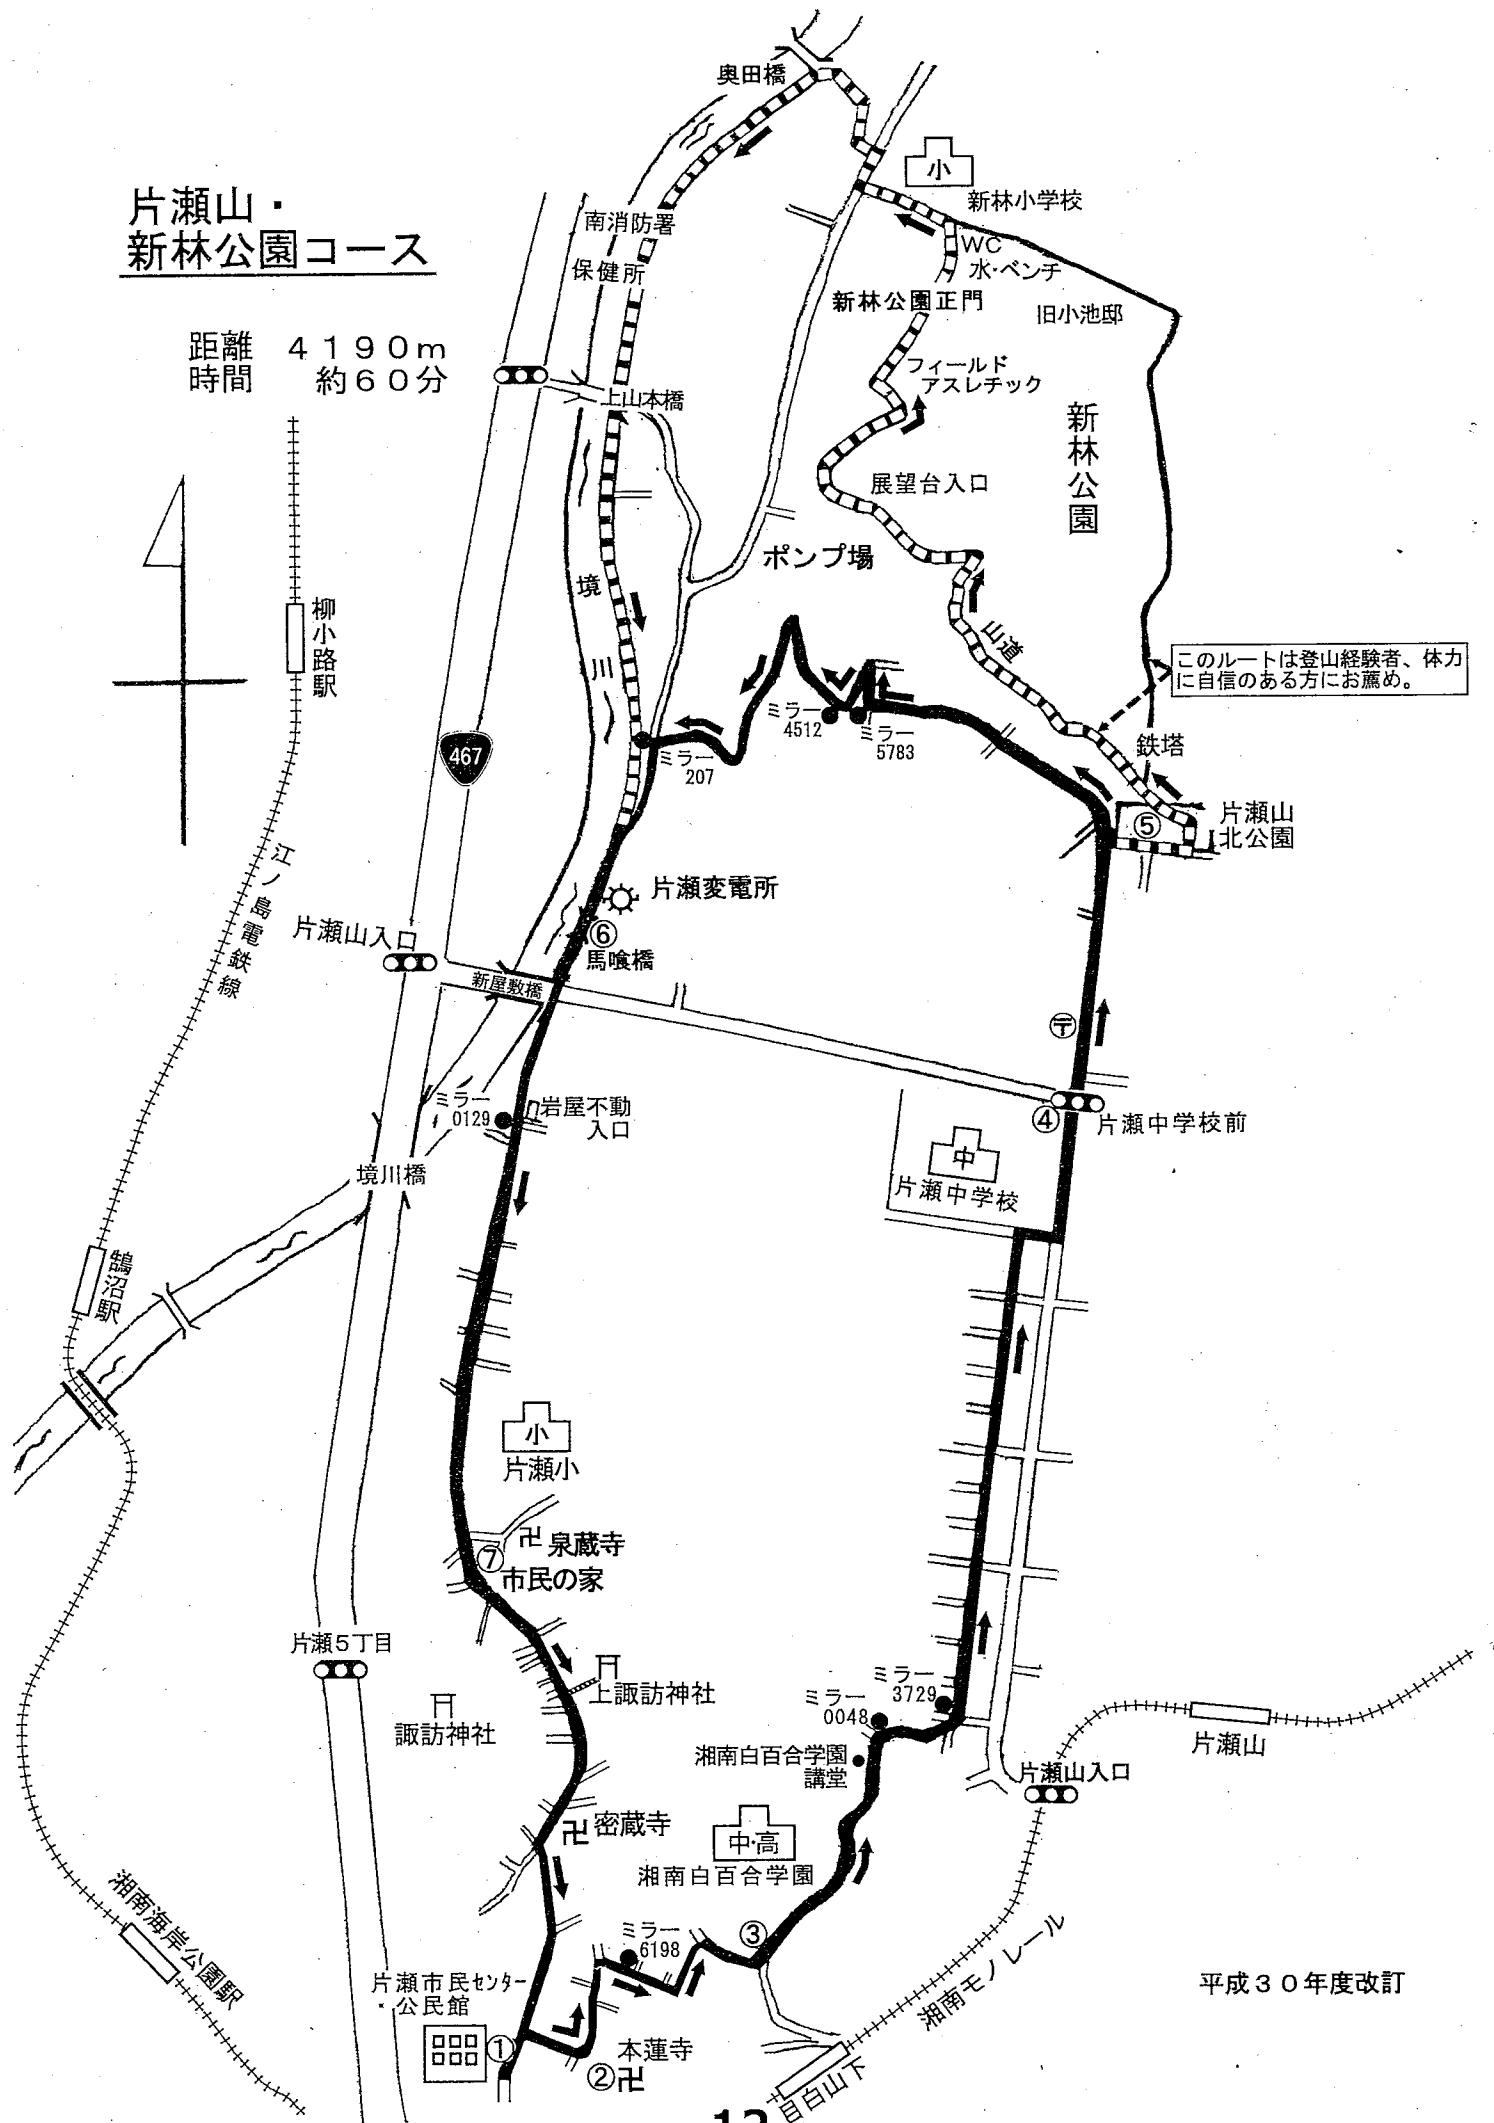 片瀬山・
新林公園コース
距離 ４１９０ｍ
時間 約６０分
奥田橋
小
新林小学校
南消防署
保健所
WC
水・ベンチ
新林公園正門
旧小池邸
フィールド
アスレチック
上山本橋
新林公園
展望台入口
ポンプ場
境川
柳小路駅
山道
このルートは登山経験者、体力
に自信のある方にお薦め。
ミラー
4512
ミラー
5783
ミラー
207
467
鉄塔
⑤
片瀬山
北公園
江ノ島電鉄線
片瀬変電所
片瀬山入口
⑥
馬喰橋
新屋敷橋
〒
ミラー
0129
岩屋不動
入口
④
片瀬中学校前
中
片瀬中学校
境川橋
鵠沼駅
小
片瀬小
卍 泉蔵寺
⑦
市民の家
片瀬５丁目
上諏訪神社
諏訪神社
ミラー
3729
ミラー
0048
湘南白百合学園
講堂
片瀬山
片瀬山入口
卍 密蔵寺
中・高
湘南白百合学園
湘南海岸公園駅
③
ミラー
6198
湘南モノレール
片瀬市民センター
・公民館
平成３０年度改訂
①
本蓮寺
②卍
目白山下
12